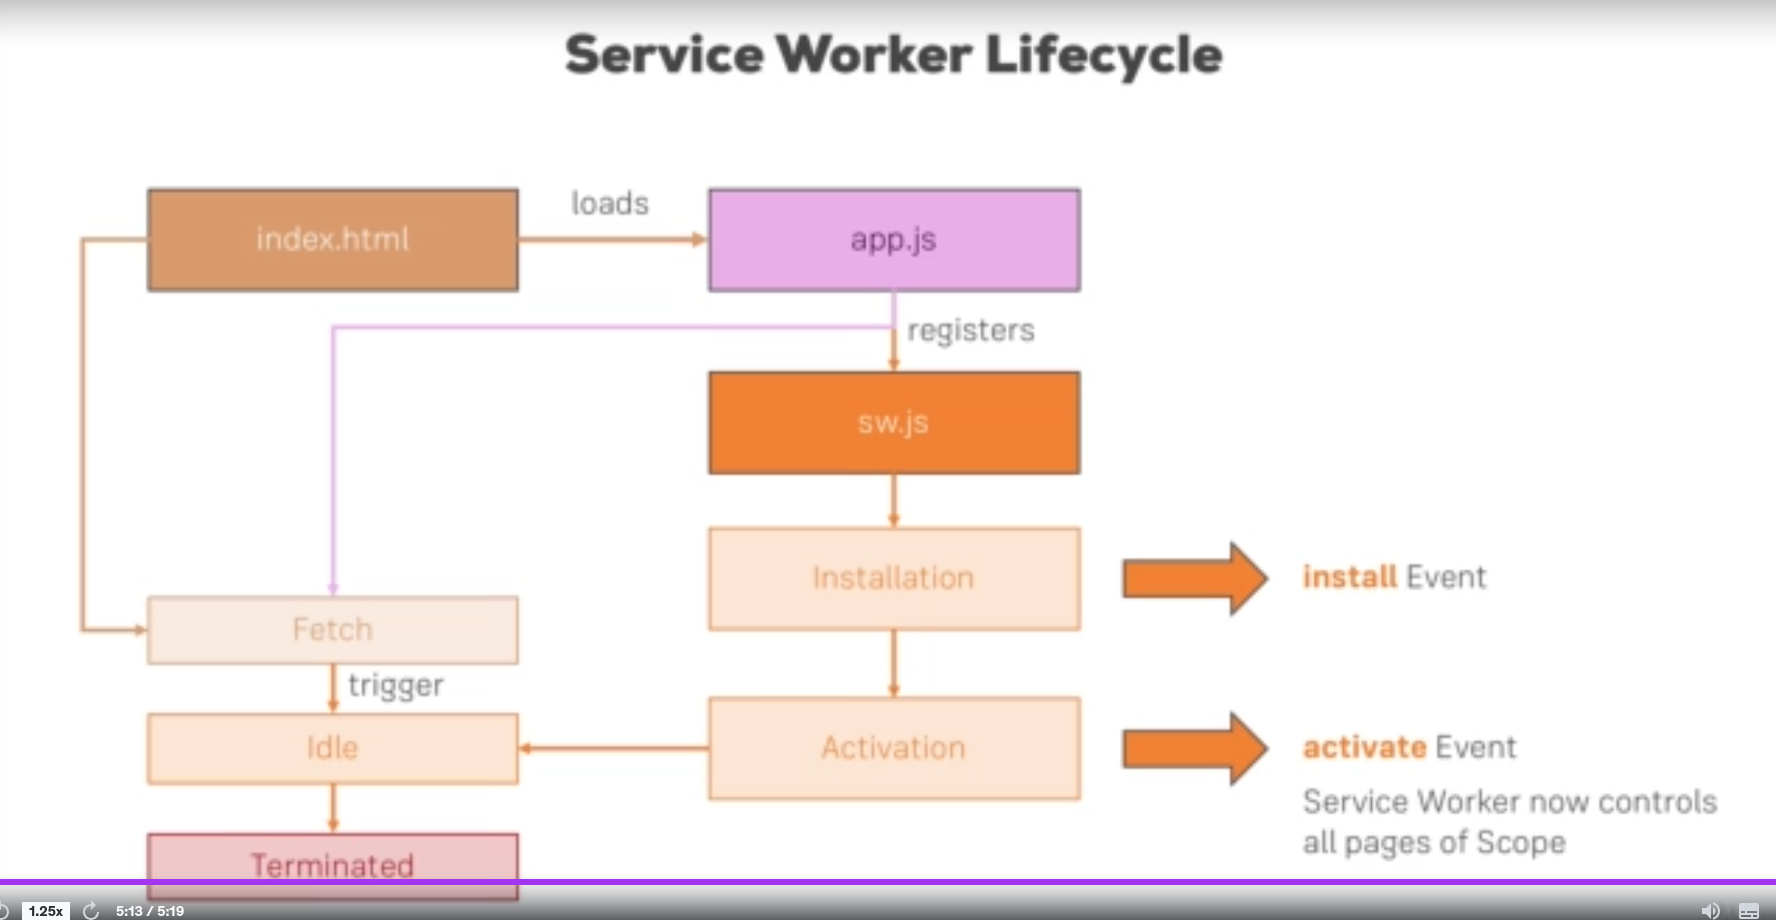 Service Worker Lifecycle
index.html
loads
app.js
registers
sw.js
Installation
install Event
Fetch
trigger
Idle
Activation
activate Event
Service Worker now controls
all pages of Scope
Terminated
1.25x
5:13 / 5:19